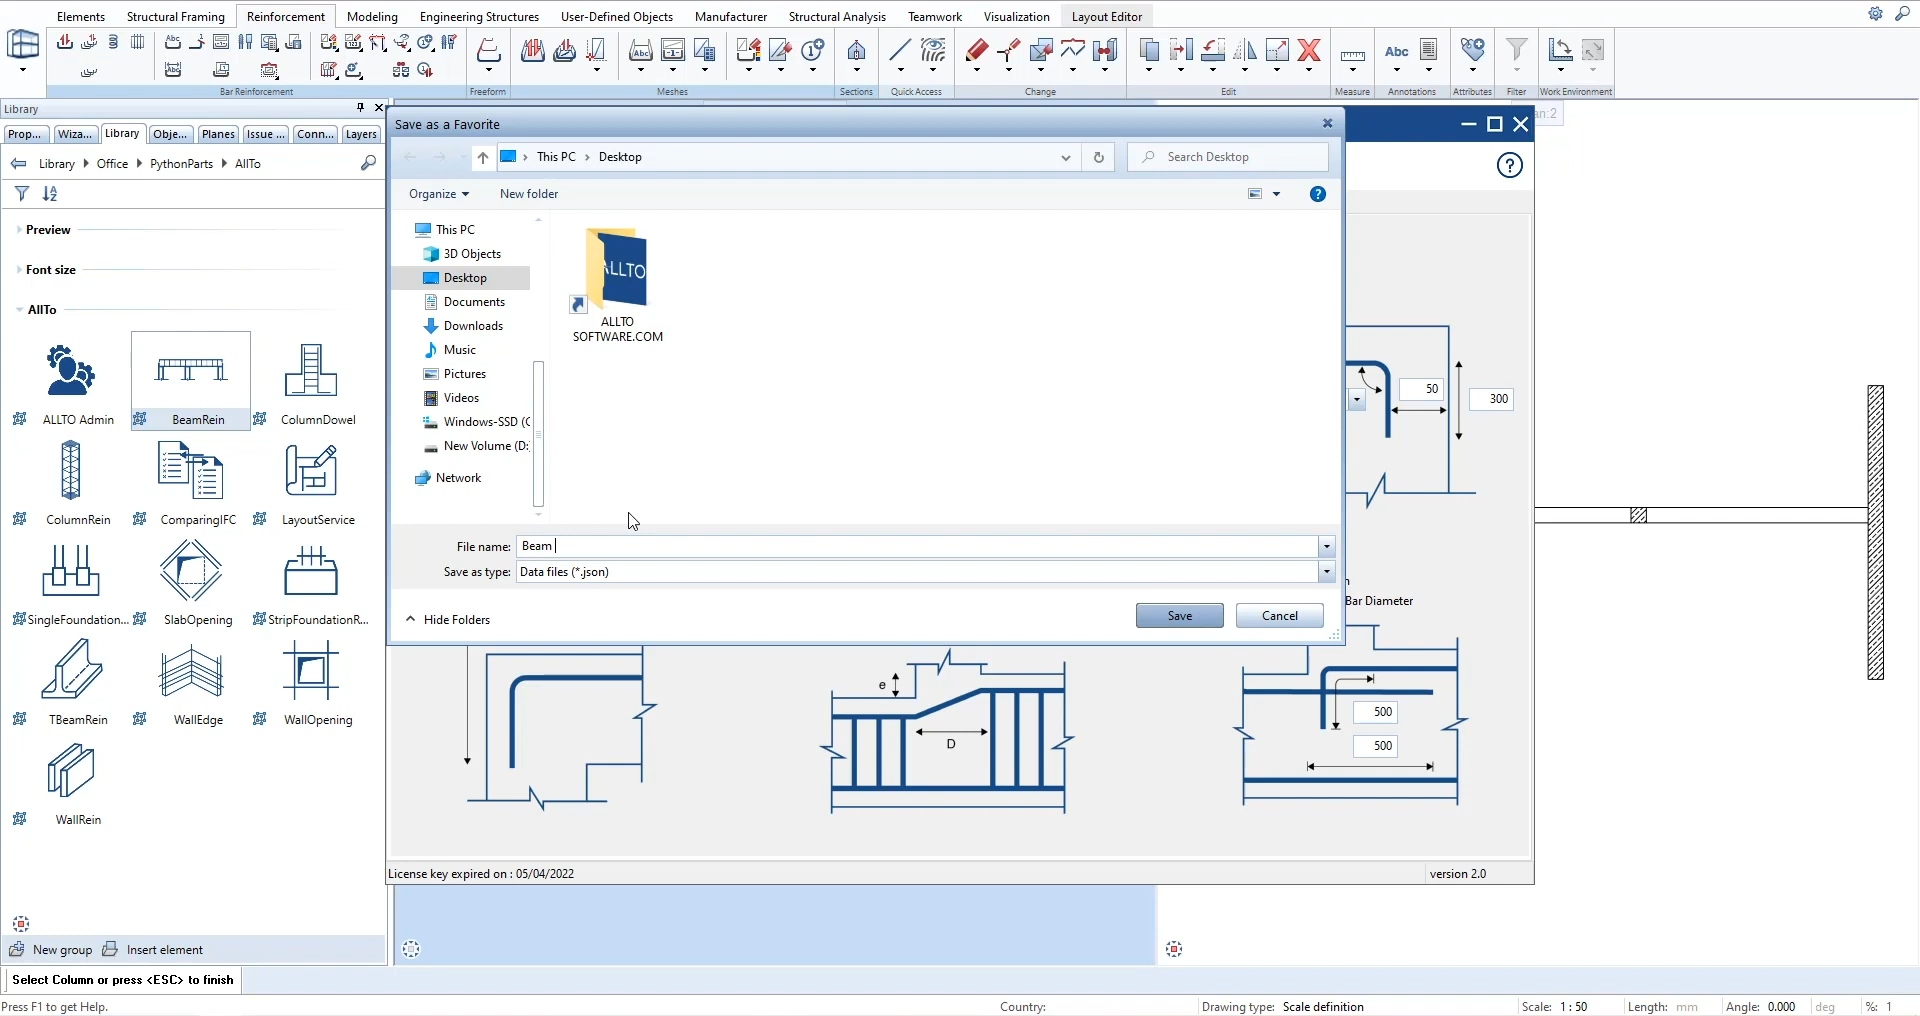 Elements Structural Framing Reinforcement Modeling Engineering Structures User-Defined Objects Manufacturer Structural Analysis Teamwork Visualization Layout Editor
Bar Reinforcement Freeform Meshes Sections Quick Access Change Edit Measure Annotations Attributes Filter Work Environment
Abc
Library
Prop... Wiza... Library Obje... Planes Issue ... Conn... Layers
Library Office PythonParts AllTo
Preview
Font size
AllTo
ALLTO Admin BeamRein ColumnDowel
ColumnRein ComparingIFC LayoutService
SingleFoundation... SlabOpening StripFoundationR...
TBeamRein WallEdge WallOpening
WallRein
New group Insert element
Save as a Favorite
This PC Desktop
Search Desktop
Organize New folder
This PC
3D Objects
Desktop
Documents
Downloads
Music
Pictures
Videos
Windows-SSD (C
New Volume (D:
Network
ALLTO
ALLTO
SOFTWARE.COM
File name: Beam
Save as type: Data files (*.json)
Hide Folders
Save Cancel
an:2
50
300
Bar Diameter
e
D
500
500
License key expired on : 05/04/2022
version 2.0
Select Column or press <ESC> to finish
Press F1 to get Help.
Country:
Drawing type: Scale definition
Scale: 1 : 50
Length: mm
Angle: 0.000 deg
%: 1